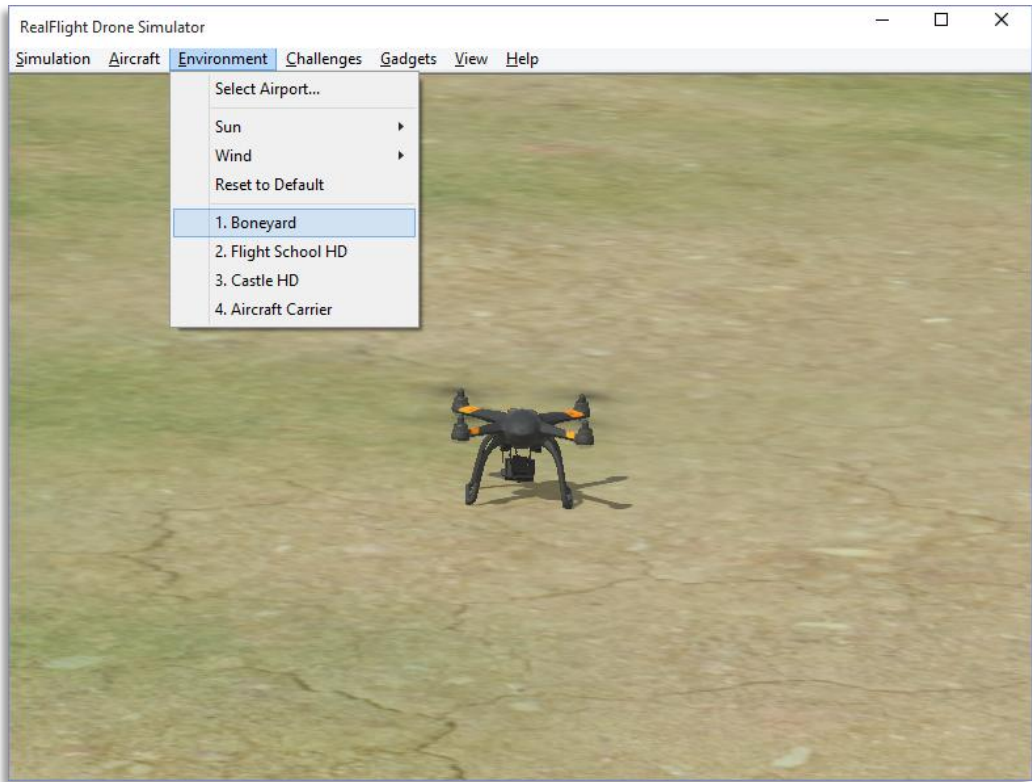 RealFlight Drone Simulator
Simulation Aircraft Environment Challenges Gadgets View Help
Select Airport...
Sun
Wind
Reset to Default
1. Boneyard
2. Flight School HD
3. Castle HD
4. Aircraft Carrier